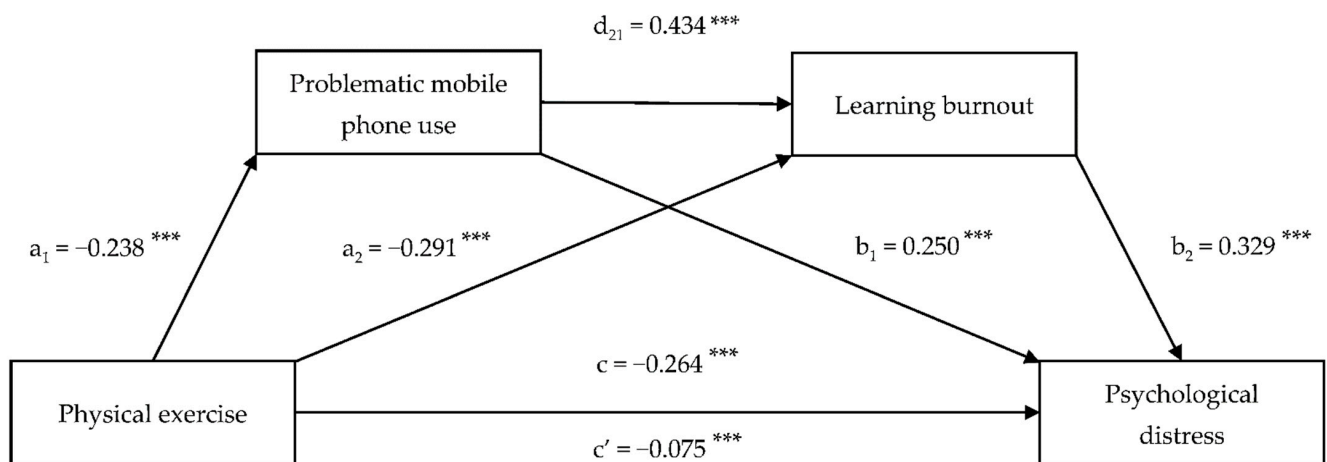 d21 = 0.434 ***
Problematic mobile
phone use
Learning burnout
a1 = −0.238 ***
a2 = −0.291 ***
b1 = 0.250 ***
b2 = 0.329 ***
c = −0.264 ***
Physical exercise
Psychological
distress
c′ = −0.075 ***